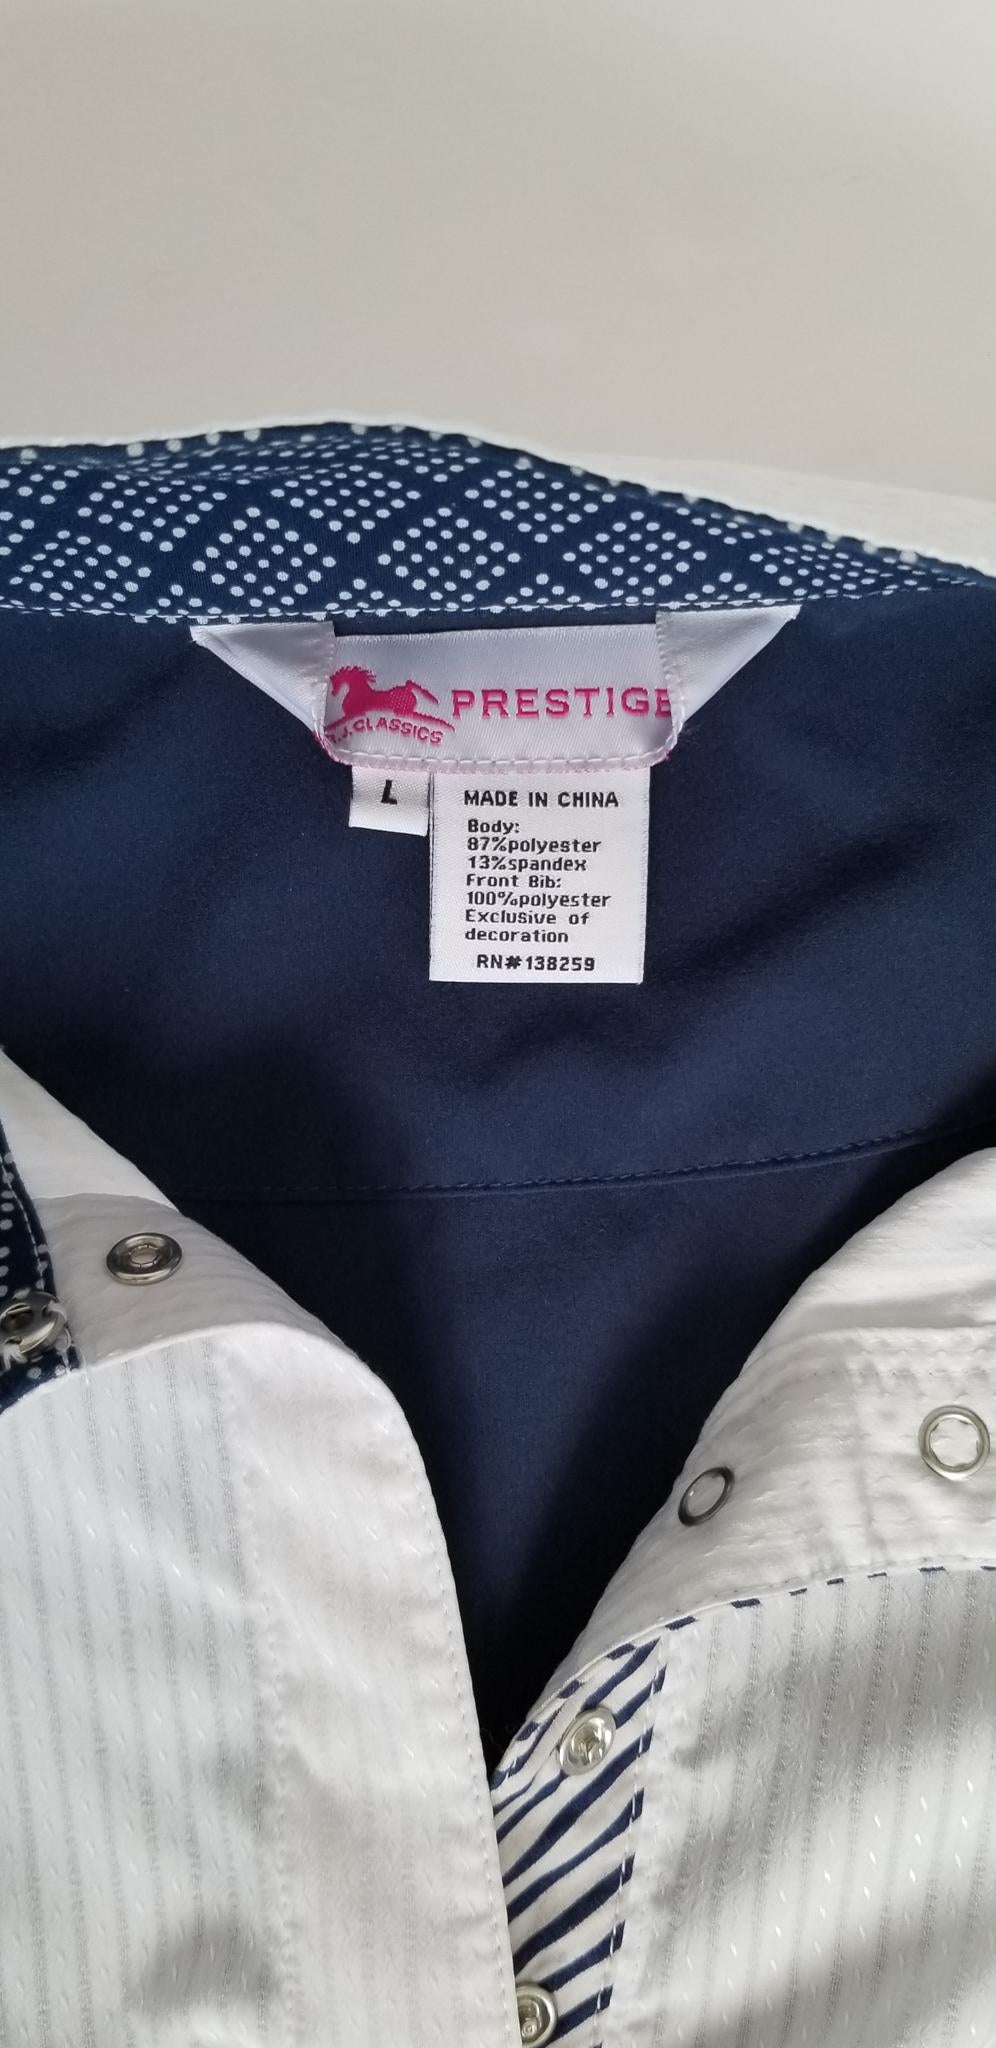 PRESTIGE
R.J.CLASSICS
L
MADE IN CHINA
Body:
87%polyester
13%spandex
Front Bib:
100%polyester
Exclusive of
decoration
RN#138259